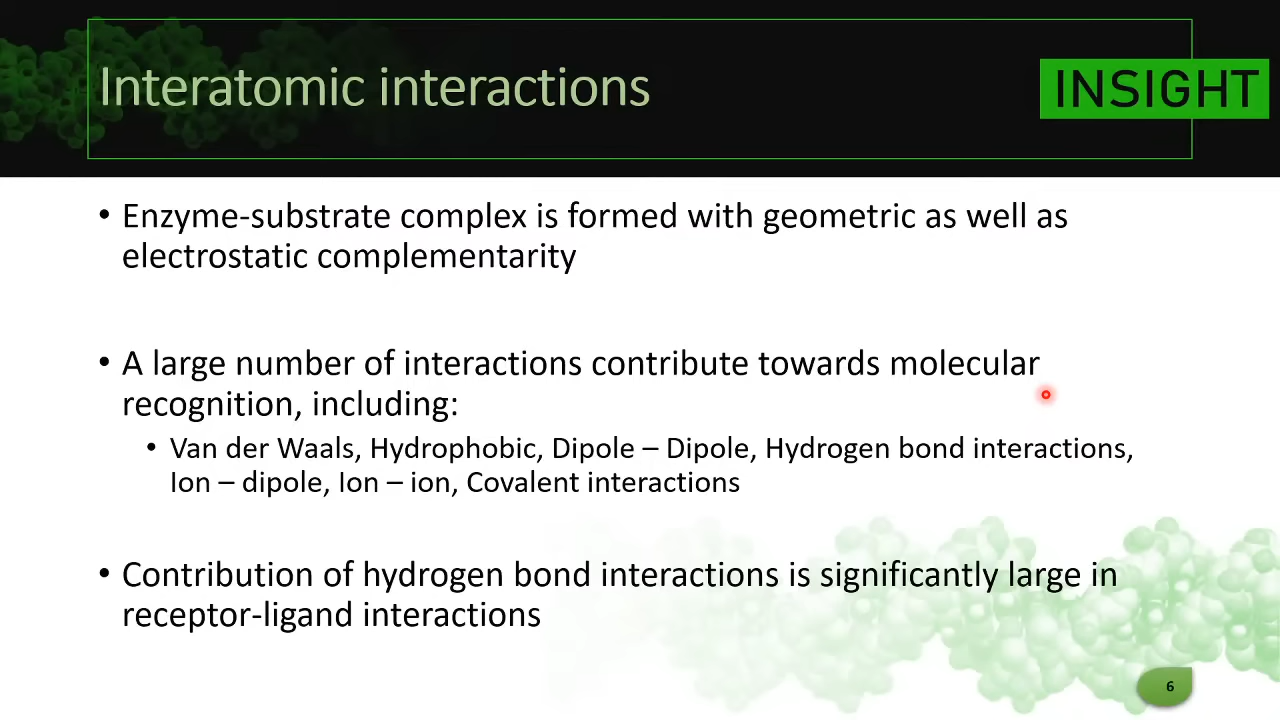 Interatomic interactions
INSIGHT
• Enzyme-substrate complex is formed with geometric as well as
electrostatic complementarity
• A large number of interactions contribute towards molecular
recognition, including:
• Van der Waals, Hydrophobic, Dipole – Dipole, Hydrogen bond interactions,
Ion – dipole, Ion – ion, Covalent interactions
• Contribution of hydrogen bond interactions is significantly large in
receptor-ligand interactions
6